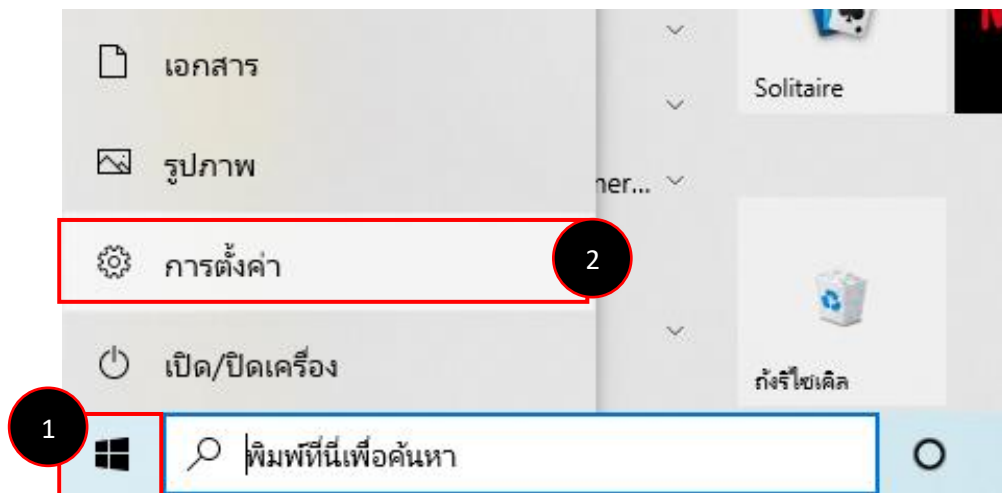 เอกสาร
Solitaire
รูปภาพ
ner...
การตั้งค่า
2
เปิด/ปิดเครื่อง
ถังรีไซเคิล
1
พิมพ์ที่นี่เพื่อค้นหา